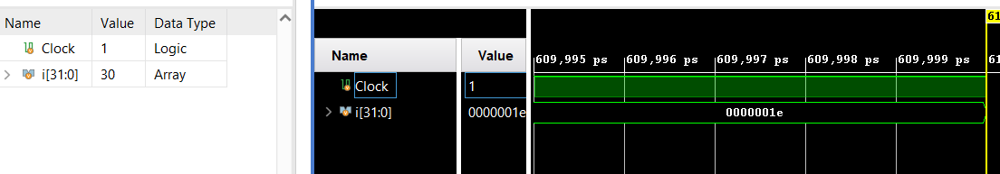 Name Value Data Type
Clock 1 Logic
i[31:0] 30 Array
Name Value
Clock 1
i[31:0] 0000001e
61
609,995 ps 609,996 ps 609,997 ps 609,998 ps 609,999 ps 61
0000001e